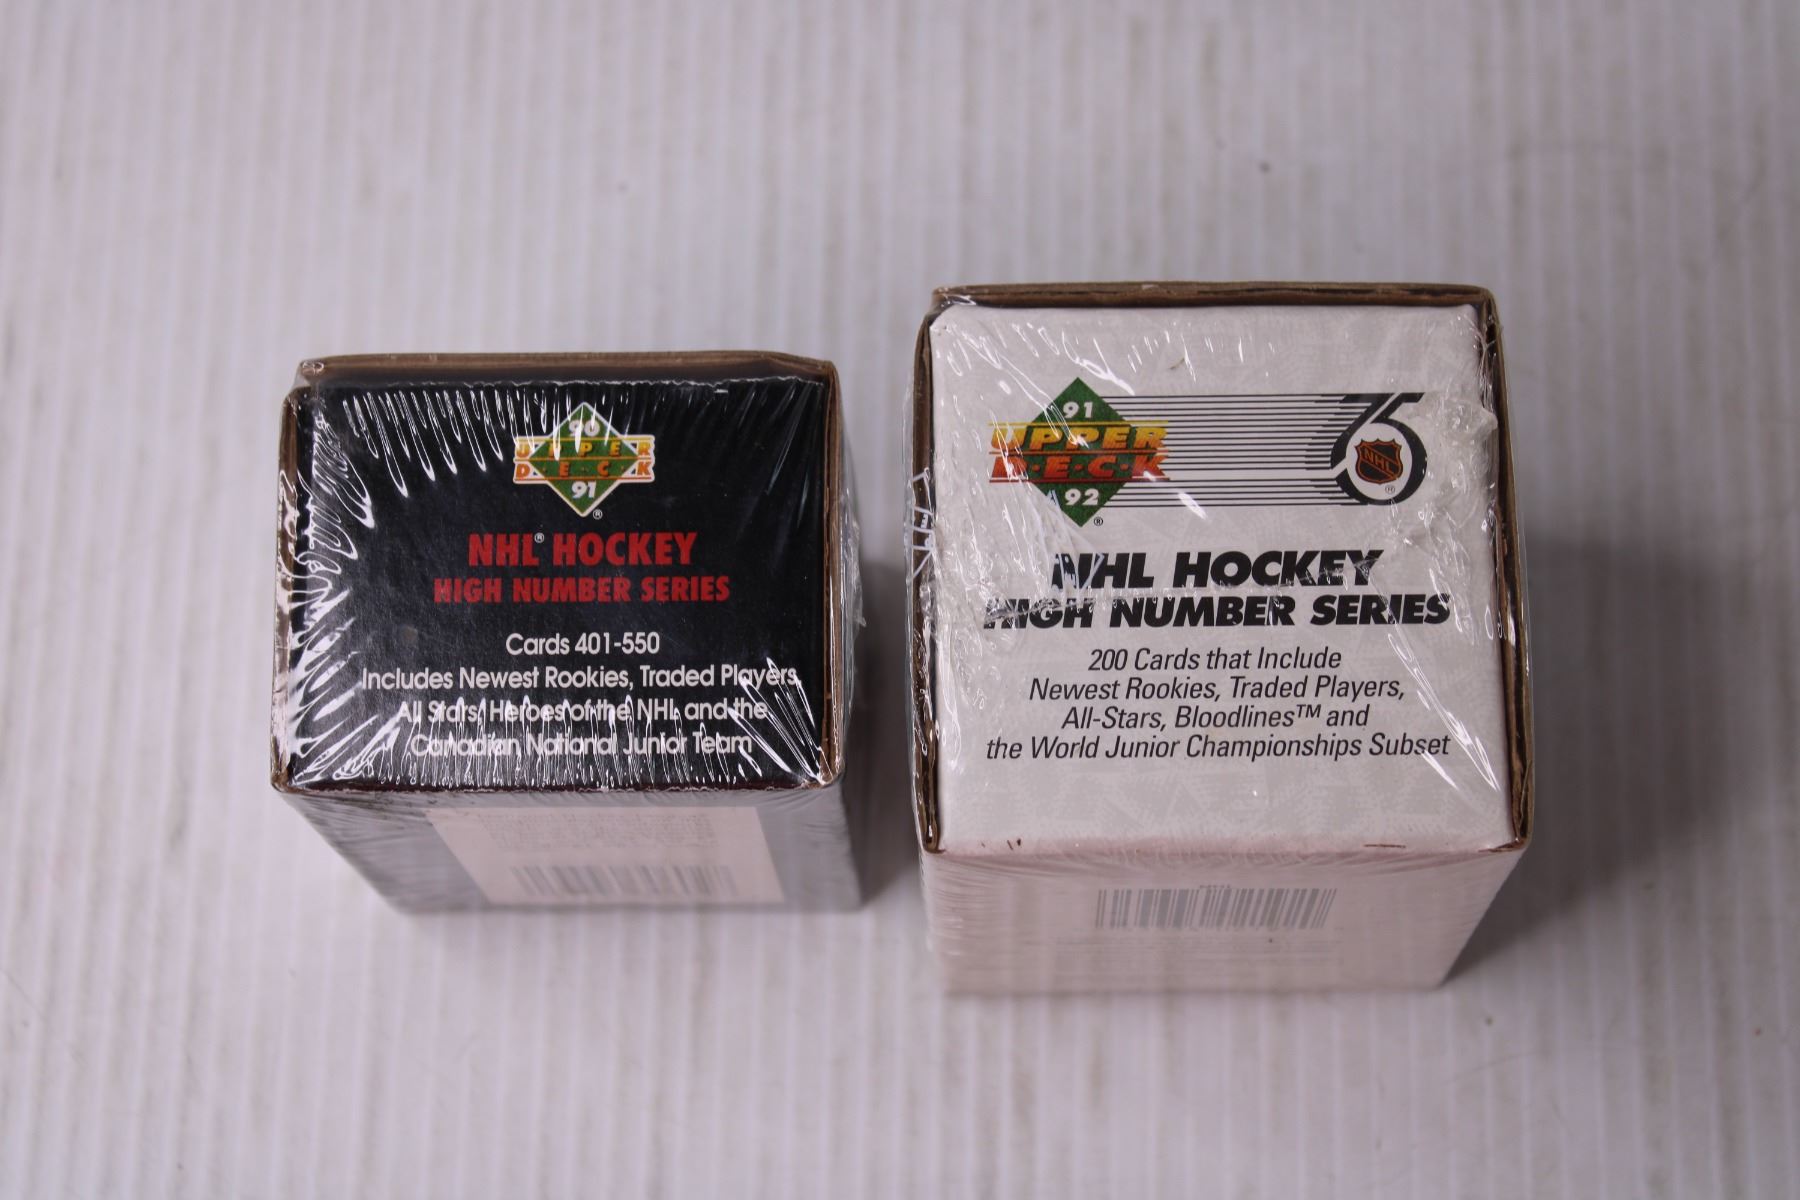 90
UPPER
D·E·C·K
91
®
NHL® HOCKEY
HIGH NUMBER SERIES
Cards 401-550
Includes Newest Rookies, Traded Players,
All Stars, Heroes of the NHL and the
Canadian National Junior Team
91
UPPER
D·E·C·K
92
®
75
NHL
®
NHL HOCKEY
HIGH NUMBER SERIES
200 Cards that Include
Newest Rookies, Traded Players,
All-Stars, Bloodlines™ and
the World Junior Championships Subset